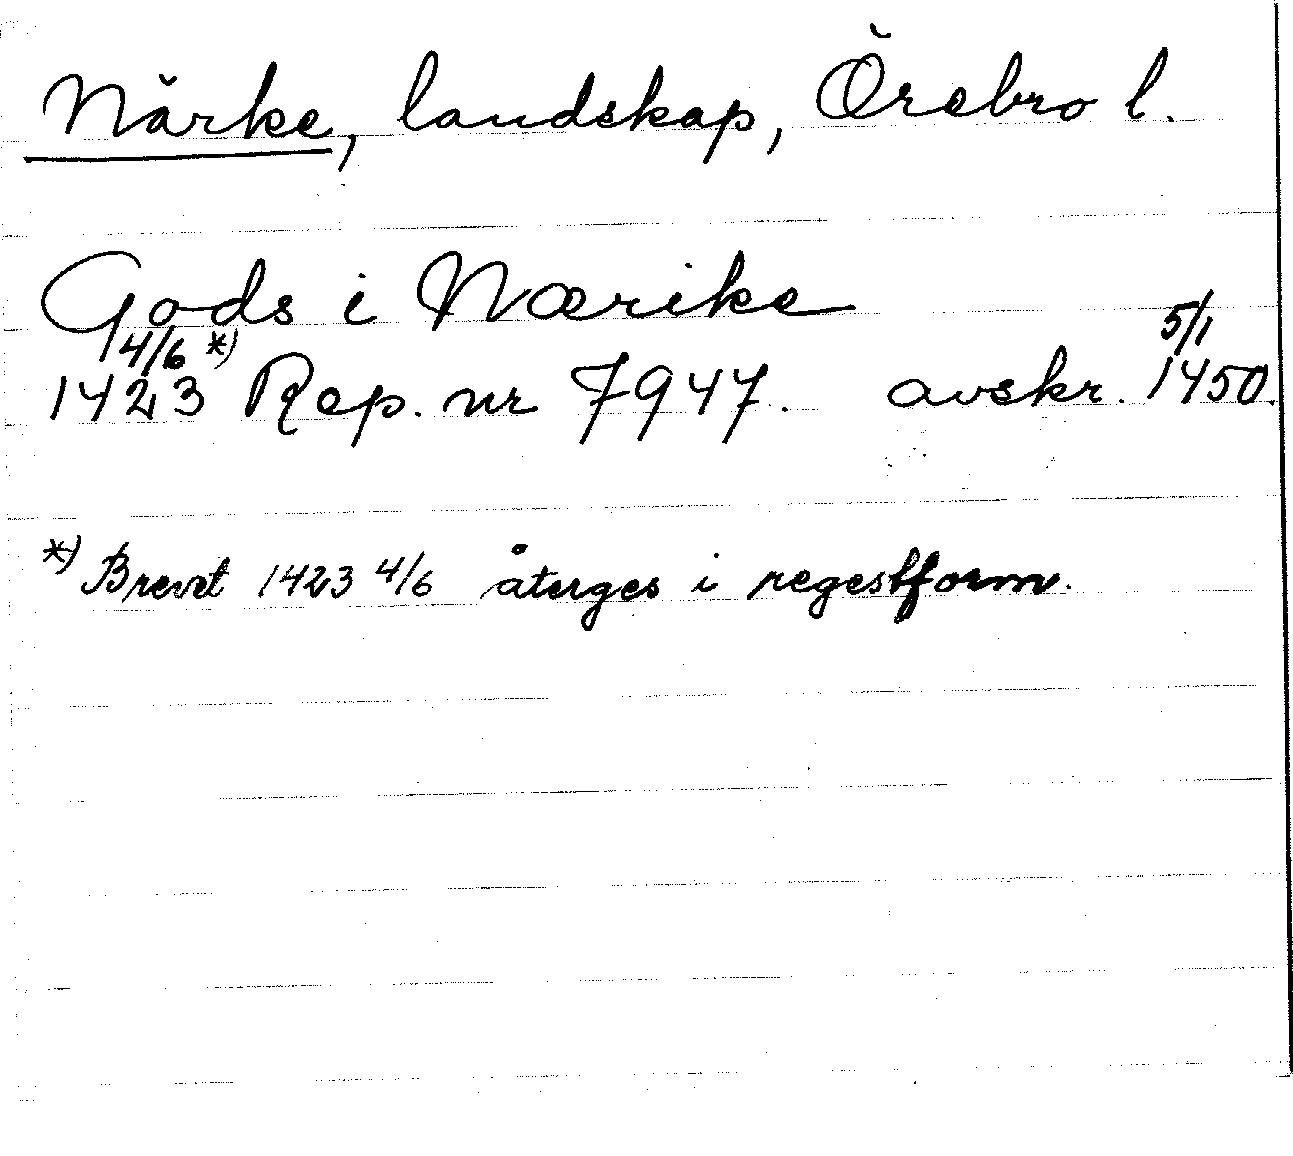 Närke, landskap, Örebro l.
Gods i Nærike
1423 4/6 *) Rep. nr 7947. avskr. 1450 5/1.
*) Brevet 1423 4/6 återges i regestform.